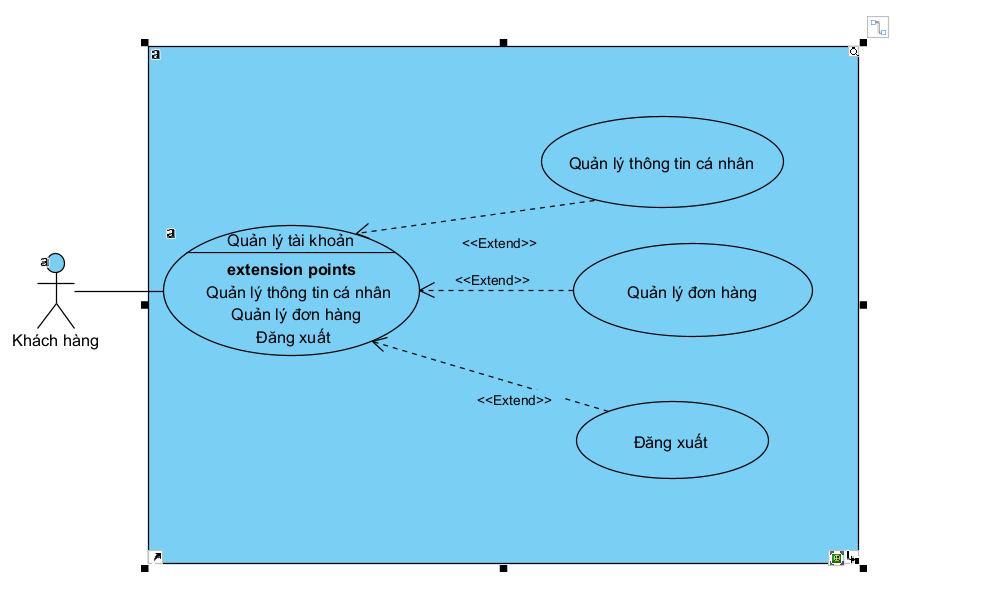 a
Quản lý thông tin cá nhân
a
Quản lý tài khoản
<<Extend>>
extension points
<<Extend>>
Quản lý thông tin cá nhân
Quản lý đơn hàng
Quản lý đơn hàng
Đăng xuất
a
Khách hàng
<<Extend>>
Đăng xuất